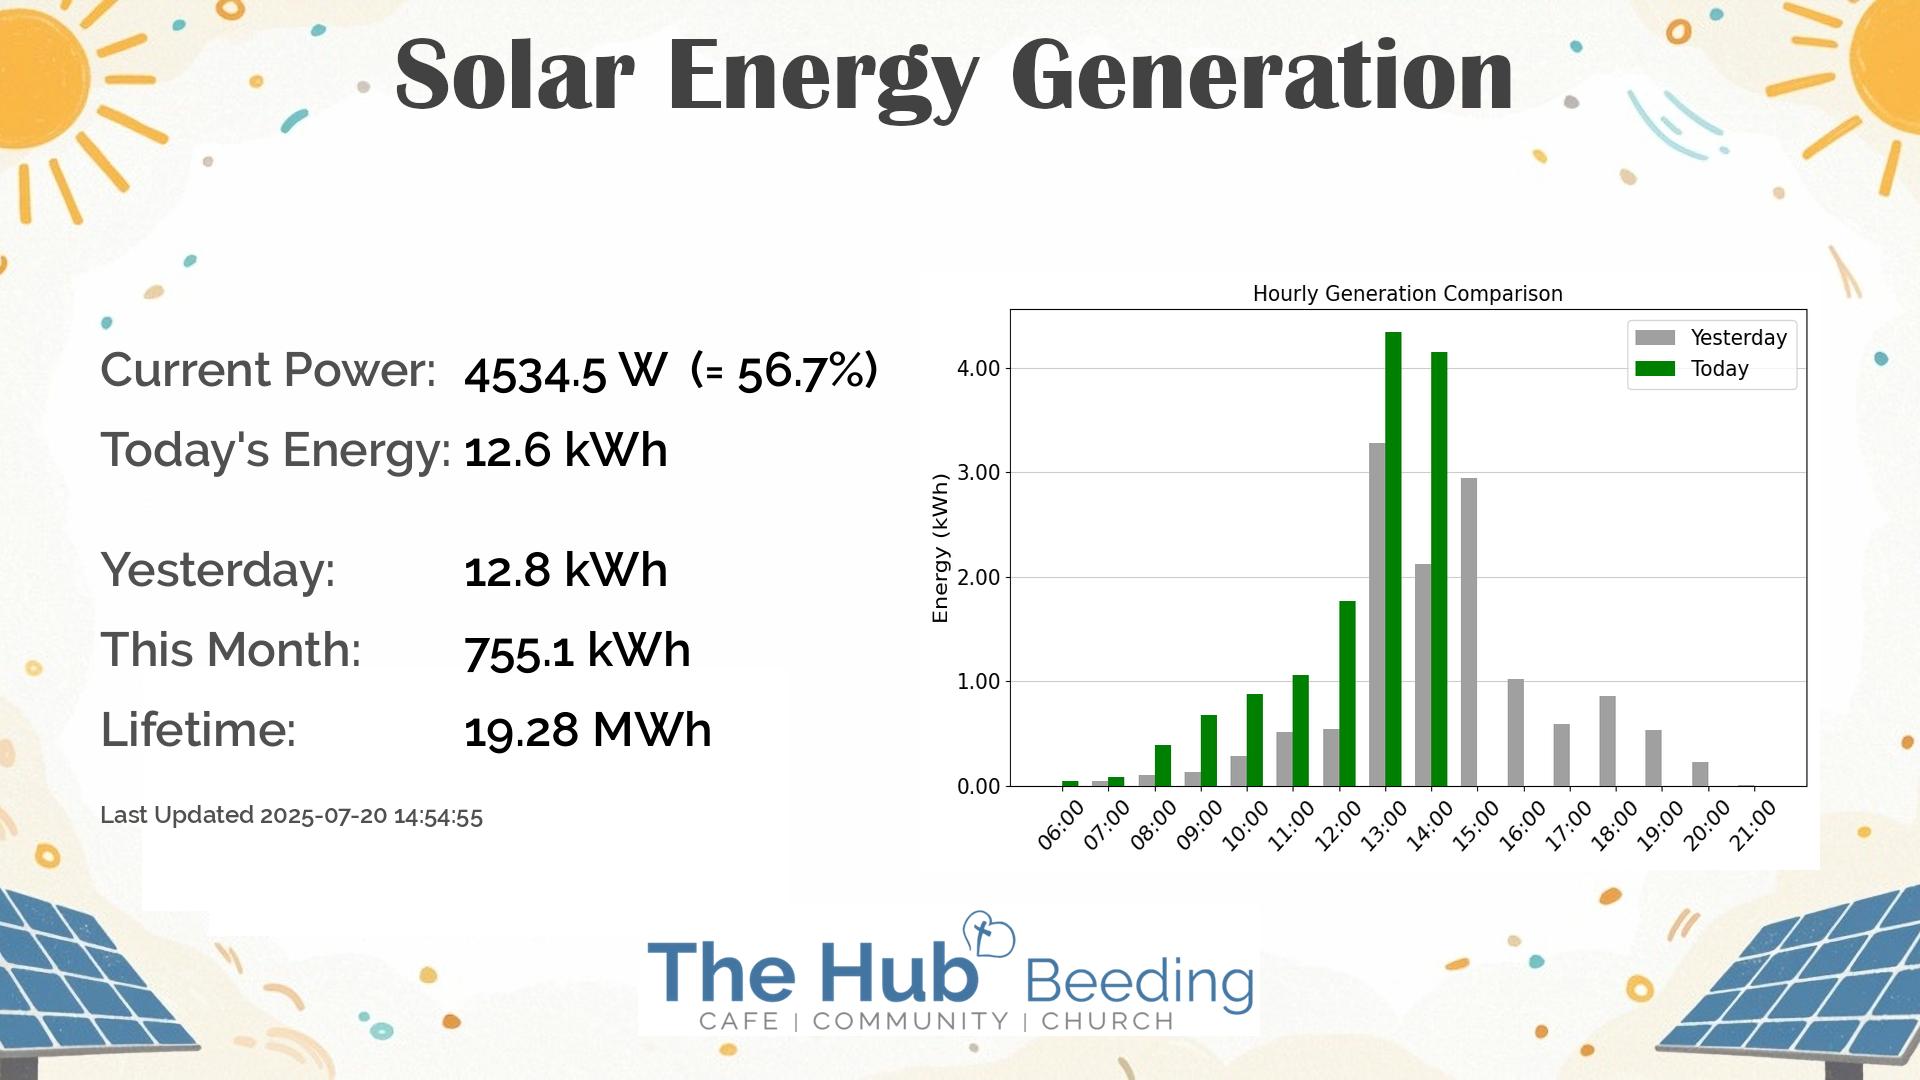 Solar Energy Generation
Current Power: 4534.5 W (= 56.7%)
Today's Energy: 12.6 kWh
Yesterday: 12.8 kWh
This Month: 755.1 kWh
Lifetime: 19.28 MWh
Last Updated 2025-07-20 14:54:55
Hourly Generation Comparison
Yesterday
Today
Energy (kWh)
4.00
3.00
2.00
1.00
0.00
06:00 07:00 08:00 09:00 10:00 11:00 12:00 13:00 14:00 15:00 16:00 17:00 18:00 19:00 20:00 21:00
The Hub Beeding
CAFE | COMMUNITY | CHURCH